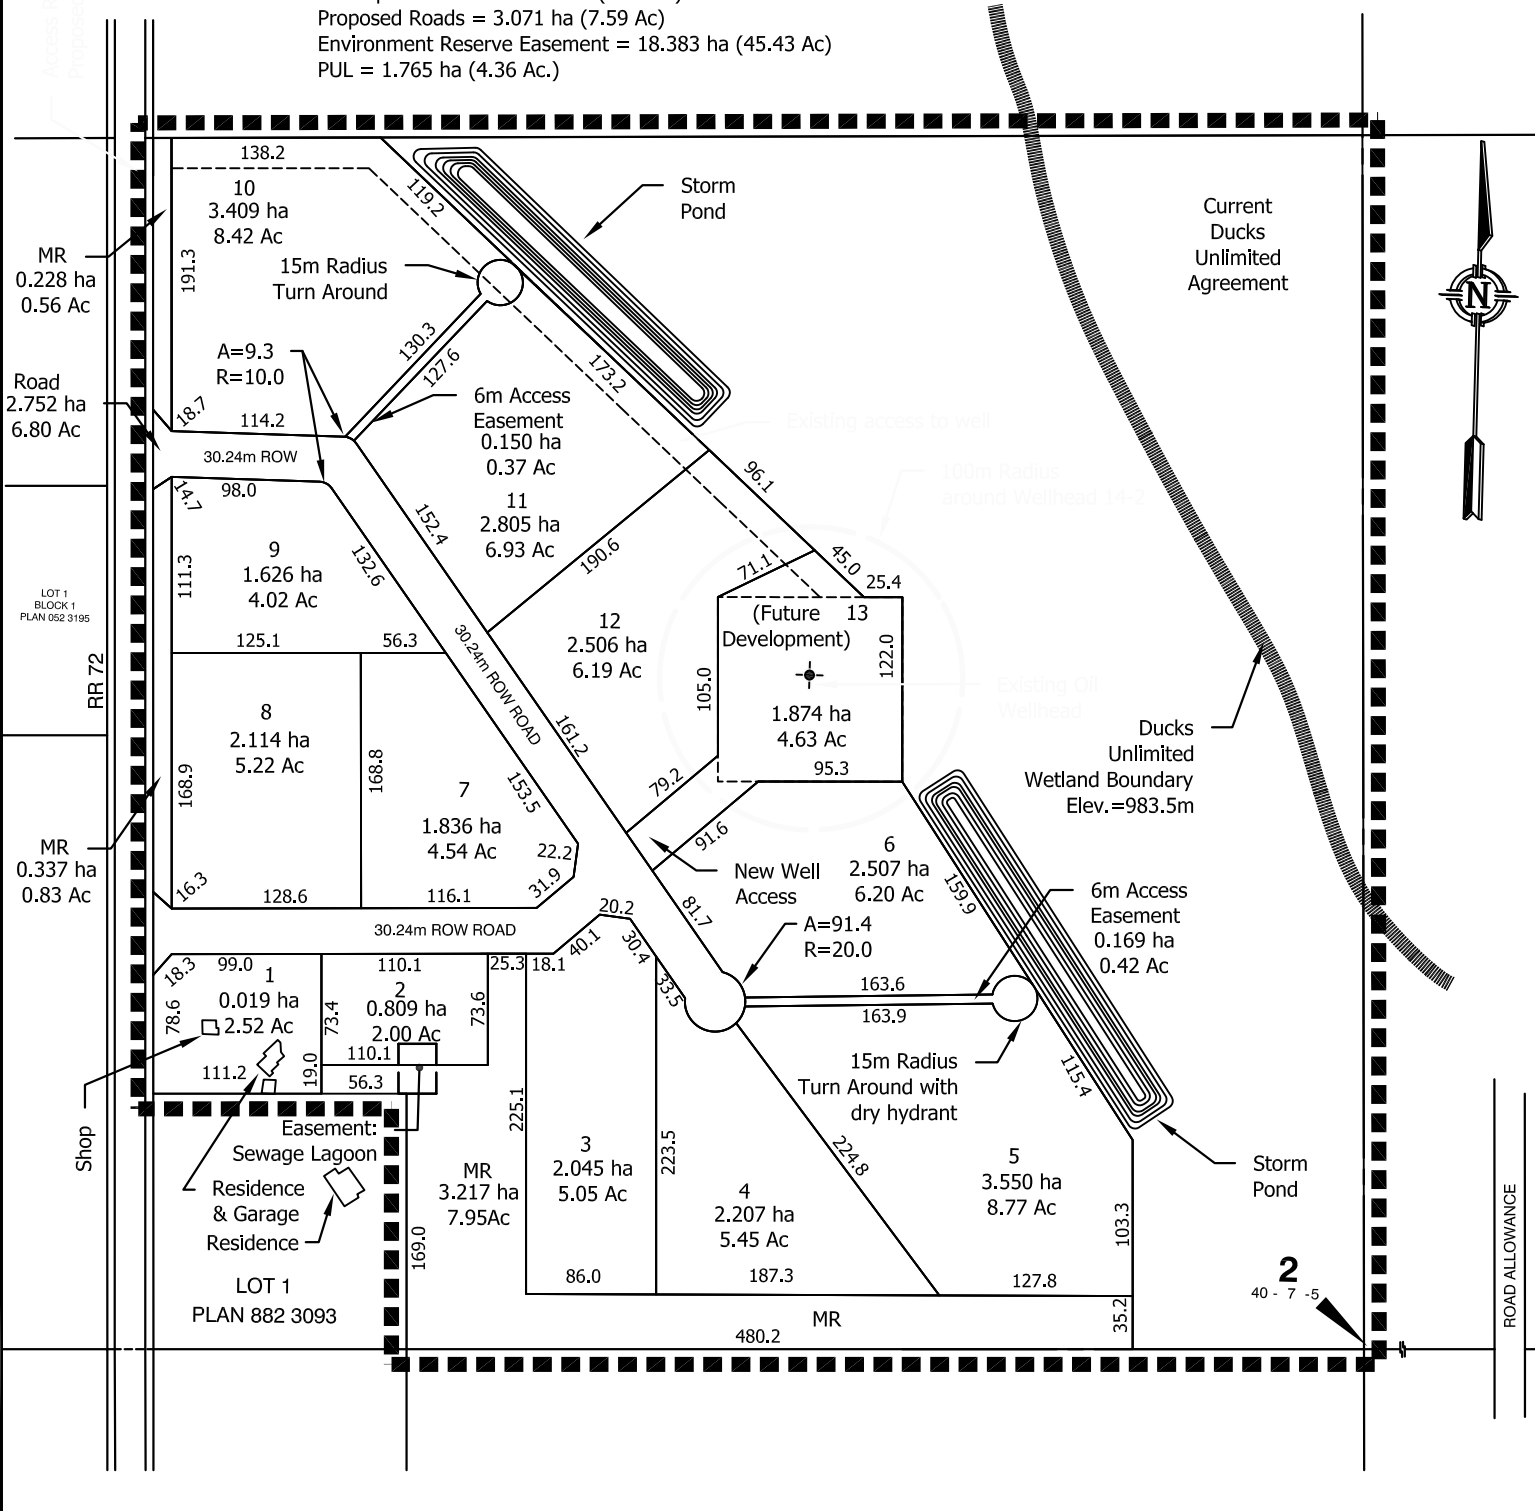 Proposed Roads = 3.071 ha (7.59 Ac)
Environment Reserve Easement = 18.383 ha (45.43 Ac)
PUL = 1.765 ha (4.36 Ac.)
138.2
10
3.409 ha
8.42 Ac
119.2
Storm
Pond
Current
Ducks
Unlimited
Agreement
N
MR
0.228 ha
0.56 Ac
191.3
15m Radius
Turn Around
130.3
127.6
173.2
A=9.3
R=10.0
6m Access
Easement
0.150 ha
0.37 Ac
Road
2.752 ha
6.80 Ac
18.7
114.2
30.24m ROW
Existing access to well
100m Radius
around Wellhead 14-2
96.1
14.7
98.0
11
2.805 ha
6.93 Ac
152.4
132.6
190.6
9
1.626 ha
4.02 Ac
111.3
125.1
56.3
LOT 1
BLOCK 1
PLAN 052 3195
RR 72
30.24m ROW ROAD
12
2.506 ha
6.19 Ac
71.1
45.0
25.4
(Future
Development)
13
122.0
105.0
1.874 ha
4.63 Ac
95.3
Existing Oil
Wellhead
Ducks
Unlimited
Wetland Boundary
Elev.=983.5m
8
2.114 ha
5.22 Ac
168.9
168.8
161.2
153.5
7
1.836 ha
4.54 Ac
22.2
31.9
79.2
91.6
MR
0.337 ha
0.83 Ac
16.3
128.6
116.1
New Well
Access
6
2.507 ha
6.20 Ac
159.9
6m Access
Easement
0.169 ha
0.42 Ac
30.24m ROW ROAD
20.2
40.1
30.4
33.5
81.7
A=91.4
R=20.0
163.6
163.9
18.3
99.0
1
0.019 ha
2.52 Ac
78.6
110.1
2
0.809 ha
2.00 Ac
73.4
73.6
25.3
18.1
110.1
111.2
19.0
56.3
15m Radius
Turn Around with
dry hydrant
115.4
Shop
Easement:
Sewage Lagoon
Residence
& Garage
Residence
LOT 1
PLAN 882 3093
MR
3.217 ha
7.95Ac
169.0
225.1
3
2.045 ha
5.05 Ac
86.0
223.5
4
2.207 ha
5.45 Ac
187.3
224.8
5
3.550 ha
8.77 Ac
127.8
103.3
35.2
Storm
Pond
MR
480.2
2
40 - 7 -5
ROAD ALLOWANCE